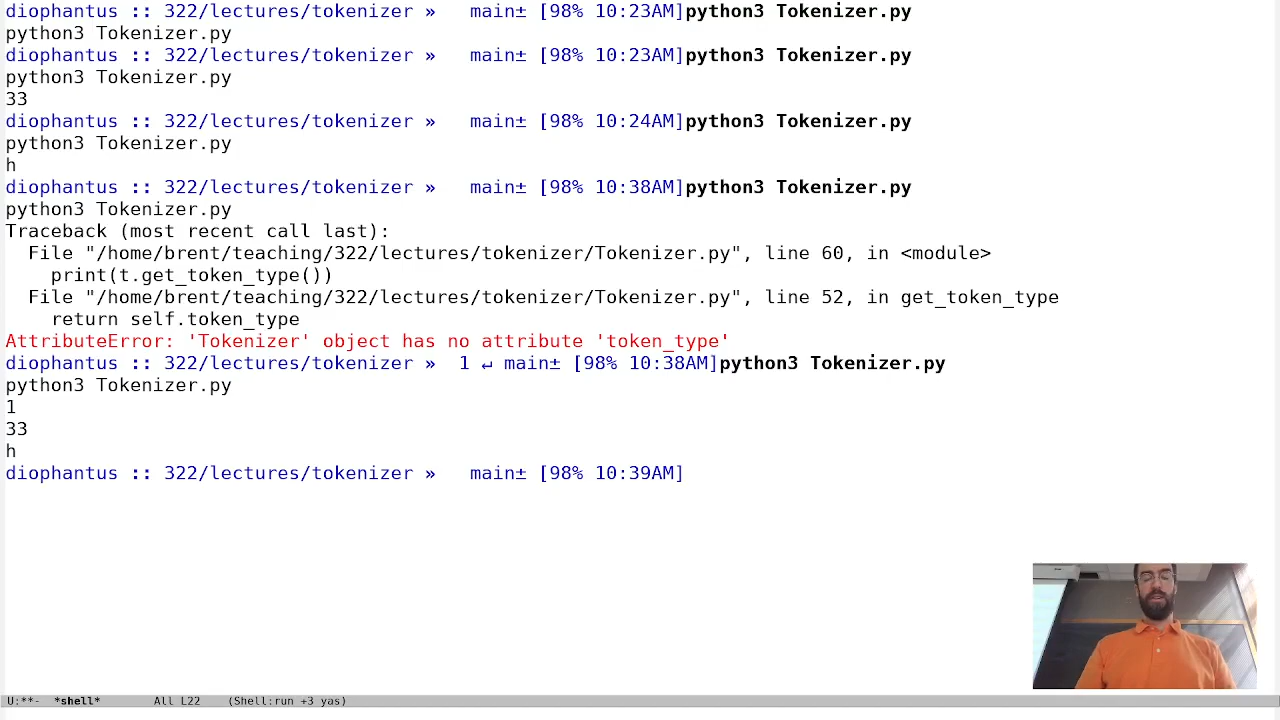 diophantus :: 322/lectures/tokenizer »   main± [98% 10:23AM]python3 Tokenizer.py
python3 Tokenizer.py
diophantus :: 322/lectures/tokenizer »   main± [98% 10:23AM]python3 Tokenizer.py
python3 Tokenizer.py
33
diophantus :: 322/lectures/tokenizer »   main± [98% 10:24AM]python3 Tokenizer.py
python3 Tokenizer.py
h
diophantus :: 322/lectures/tokenizer »   main± [98% 10:38AM]python3 Tokenizer.py
python3 Tokenizer.py
Traceback (most recent call last):
  File "/home/brent/teaching/322/lectures/tokenizer/Tokenizer.py", line 60, in <module>
    print(t.get_token_type())
  File "/home/brent/teaching/322/lectures/tokenizer/Tokenizer.py", line 52, in get_token_type
    return self.token_type
AttributeError: 'Tokenizer' object has no attribute 'token_type'
diophantus :: 322/lectures/tokenizer »  1 ↵ main± [98% 10:38AM]python3 Tokenizer.py
python3 Tokenizer.py
1
33
h
diophantus :: 322/lectures/tokenizer »   main± [98% 10:39AM]
U:**-  *shell*        All L22    (Shell:run +3 yas)